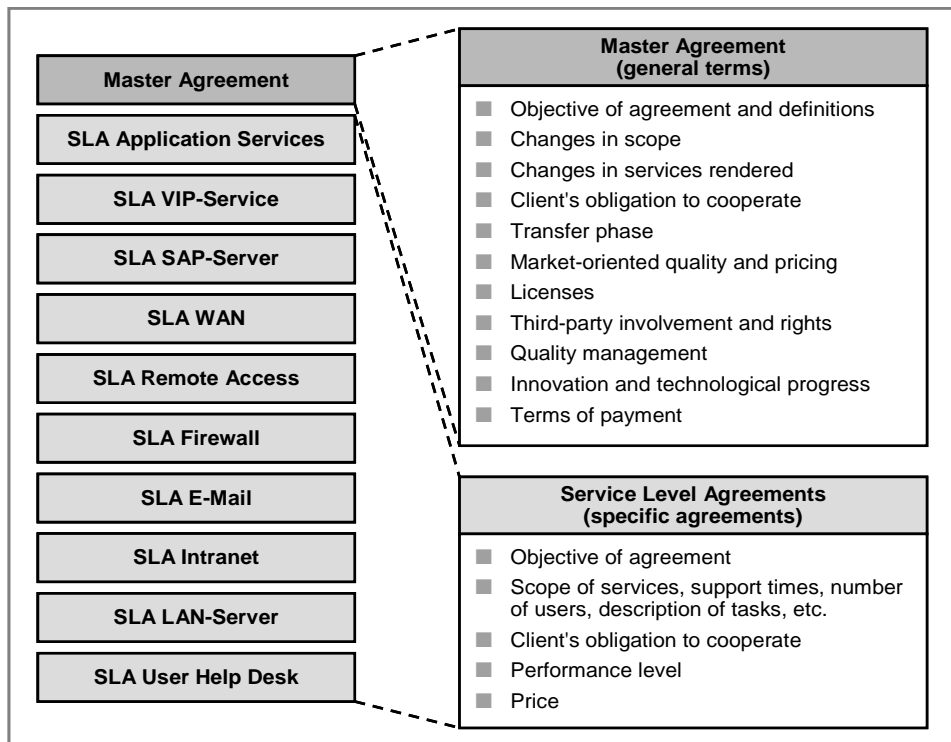 Master Agreement
SLA Application Services
SLA VIP-Service
SLA SAP-Server
SLA WAN
SLA Remote Access
SLA Firewall
SLA E-Mail
SLA Intranet
SLA LAN-Server
SLA User Help Desk
Master Agreement
(general terms)
Objective of agreement and definitions
Changes in scope
Changes in services rendered
Client's obligation to cooperate
Transfer phase
Market-oriented quality and pricing
Licenses
Third-party involvement and rights
Quality management
Innovation and technological progress
Terms of payment
Service Level Agreements
(specific agreements)
Objective of agreement
Scope of services, support times, number
of users, description of tasks, etc.
Client's obligation to cooperate
Performance level
Price